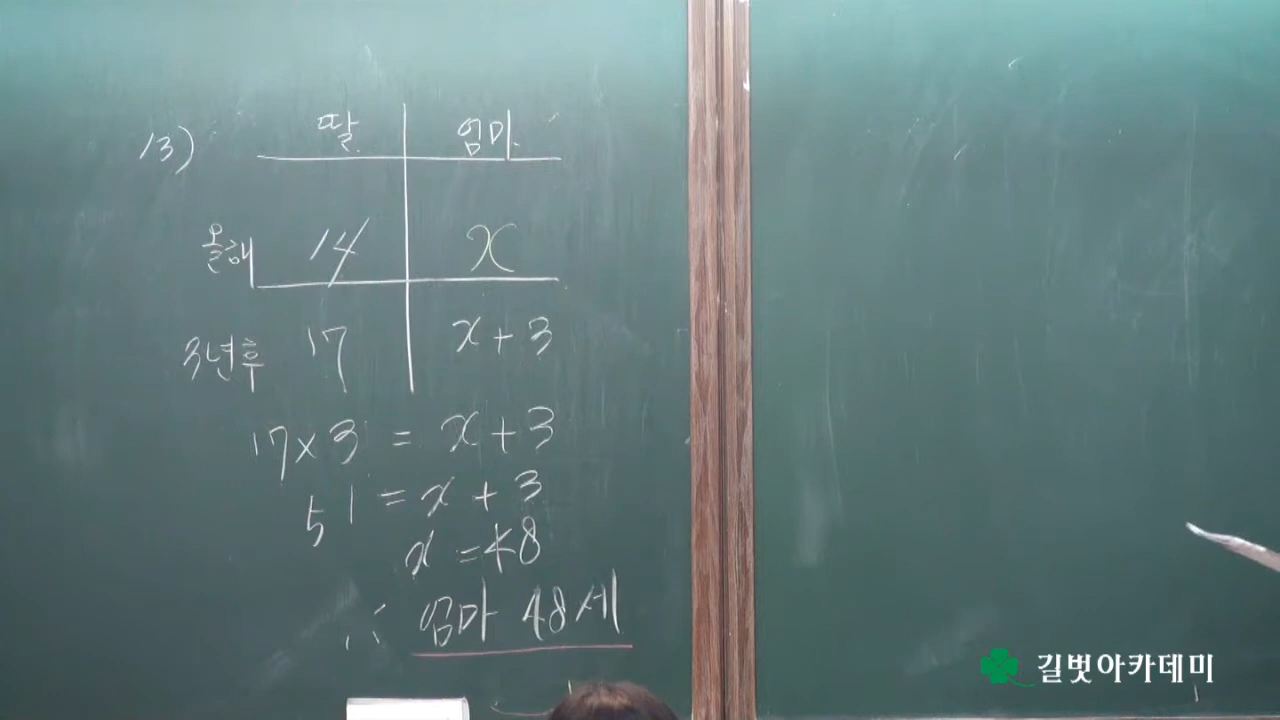 13) 딸 엄마
올해 14 x
3년후 17 x+3
17×3 = x+3
51 = x+3
x = 48
∴ 엄마 48세
길벗아카데미